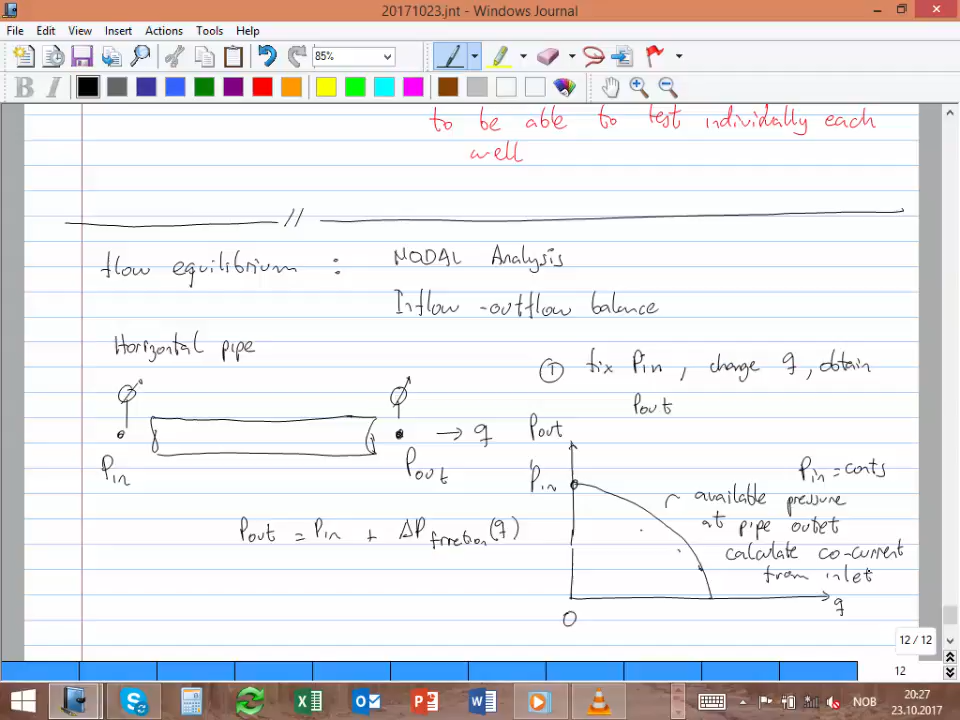 20171023.jnt - Windows Journal
File Edit View Insert Actions Tools Help
85%
B I
to be able to test individally each
well
//
flow equilibrium : NODAL Analysis
Inflow - outflow balance
Horizontal pipe
① fix Pin , change q , obtain
Pout
Pin
Pout
→ q
Pout = Pin + ΔP friction (q)
Pout
Pin
Pin = conts
available pressure
at pipe outlet
calculate co-current
from inlet
q
0
12 / 12
12
NOB
20:27
23.10.2017